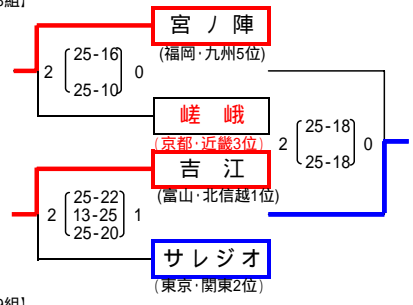 組】
宮ノ陣
(福岡･九州5位)
2 25-16 0
25-10
嵯峨
(京都･近畿3位)
2 25-18 0
25-18
吉江
(富山･北信越1位)
2 25-22 1
13-25
25-20
サレジオ
(東京･関東2位)
組】